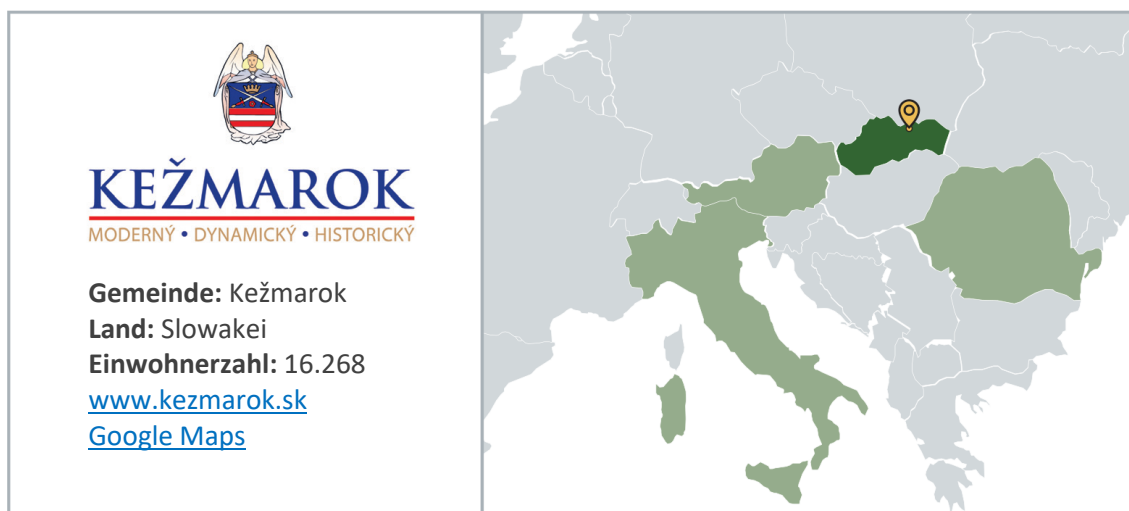 KEŽMAROK
MODERNÝ • DYNAMICKÝ • HISTORICKÝ
Gemeinde: Kežmarok
Land: Slowakei
Einwohnerzahl: 16.268
www.kezmarok.sk
Google Maps